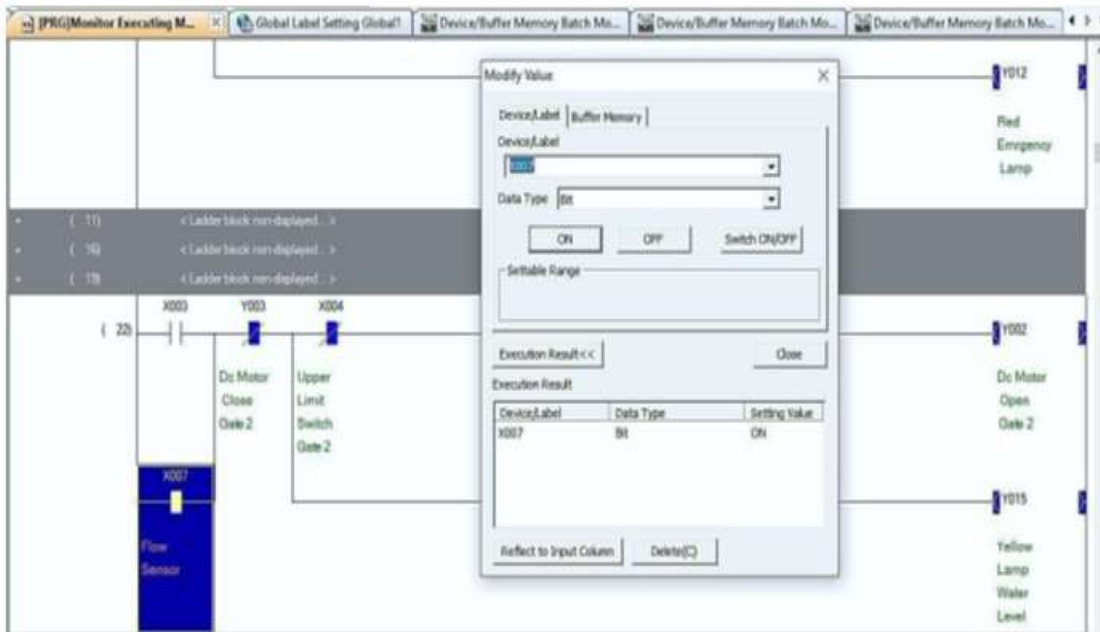 [PRG]Monitor Executing M...
Global Label Setting Global1
Device/Buffer Memory Batch Mo...
Device/Buffer Memory Batch Mo...
Device/Buffer Memory Batch Mo...
Y012
Red
Emrgency
Lamp
Modify Value
Device/Label
Buffer Memory
Device/Label
X007
Data Type
Bit
ON
OFF
Switch ON/OFF
Settable Range
Execution Result<<
Close
Execution Result
Device/Label Data Type Setting Value
X007 Bit ON
Reflect to Input Column
Delete(C)
( 11) < Ladder block non-displayed... >
( 16) < Ladder block non-displayed... >
( 19) < Ladder block non-displayed... >
X003 Y003 X004
( 22)
Y002
Dc Motor
Close
Gate 2
Upper
Limit
Switch
Gate 2
Dc Motor
Open
Gate 2
X007
Flow
Sensor
Y015
Yellow
Lamp
Water
Level